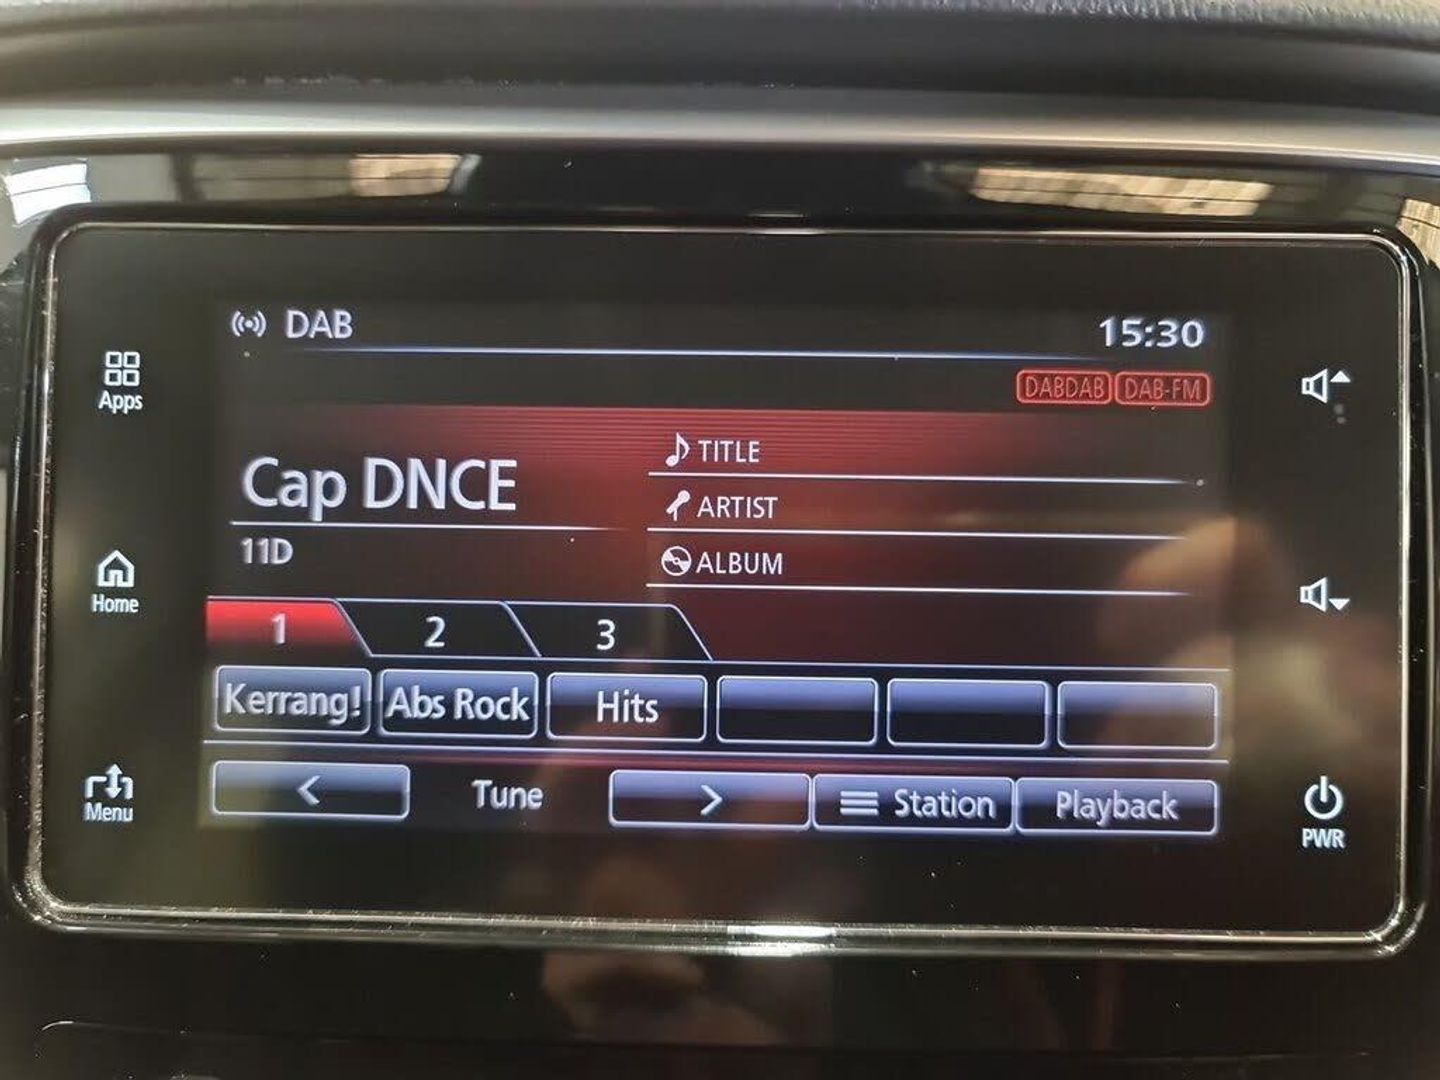 DAB
15:30
DABDAB DAB-FM
Apps
TITLE
Cap DNCE
ARTIST
11D
ALBUM
Home
1 2 3
Kerrang! Abs Rock Hits
< Tune > Station Playback
Menu
PWR